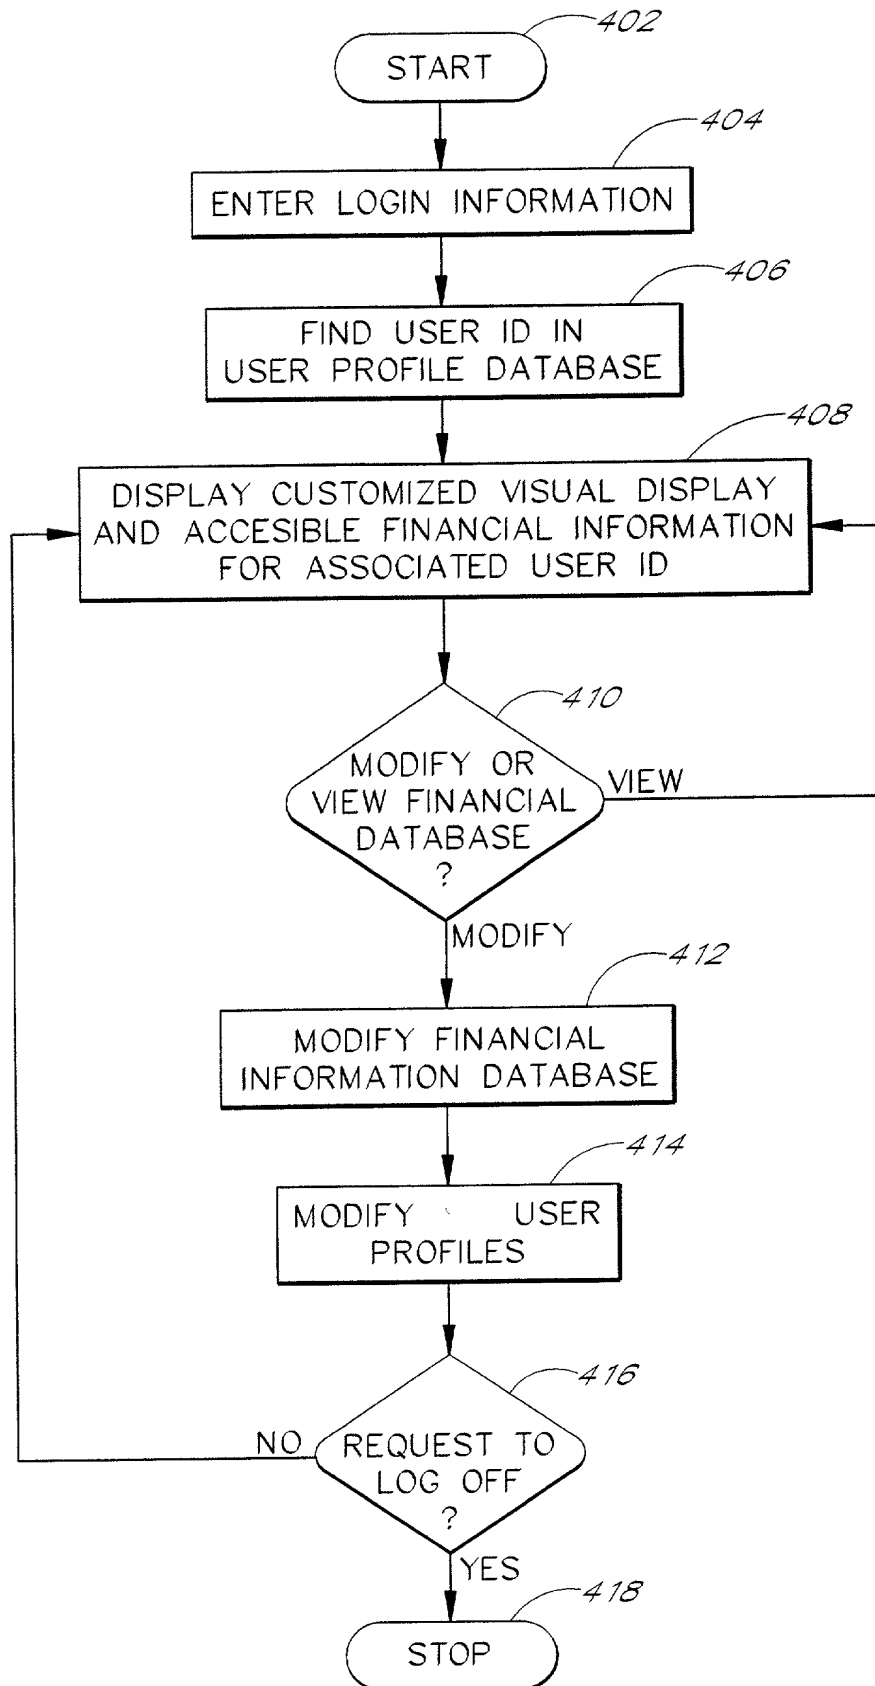 402
START
404
ENTER LOGIN INFORMATION
406
FIND USER ID IN
USER PROFILE DATABASE
408
DISPLAY CUSTOMIZED VISUAL DISPLAY
AND ACCESIBLE FINANCIAL INFORMATION
FOR ASSOCIATED USER ID
410
MODIFY OR
VIEW FINANCIAL
DATABASE
?
VIEW
MODIFY
412
MODIFY FINANCIAL
INFORMATION DATABASE
414
MODIFY USER
PROFILES
416
NO
REQUEST TO
LOG OFF
?
YES
418
STOP